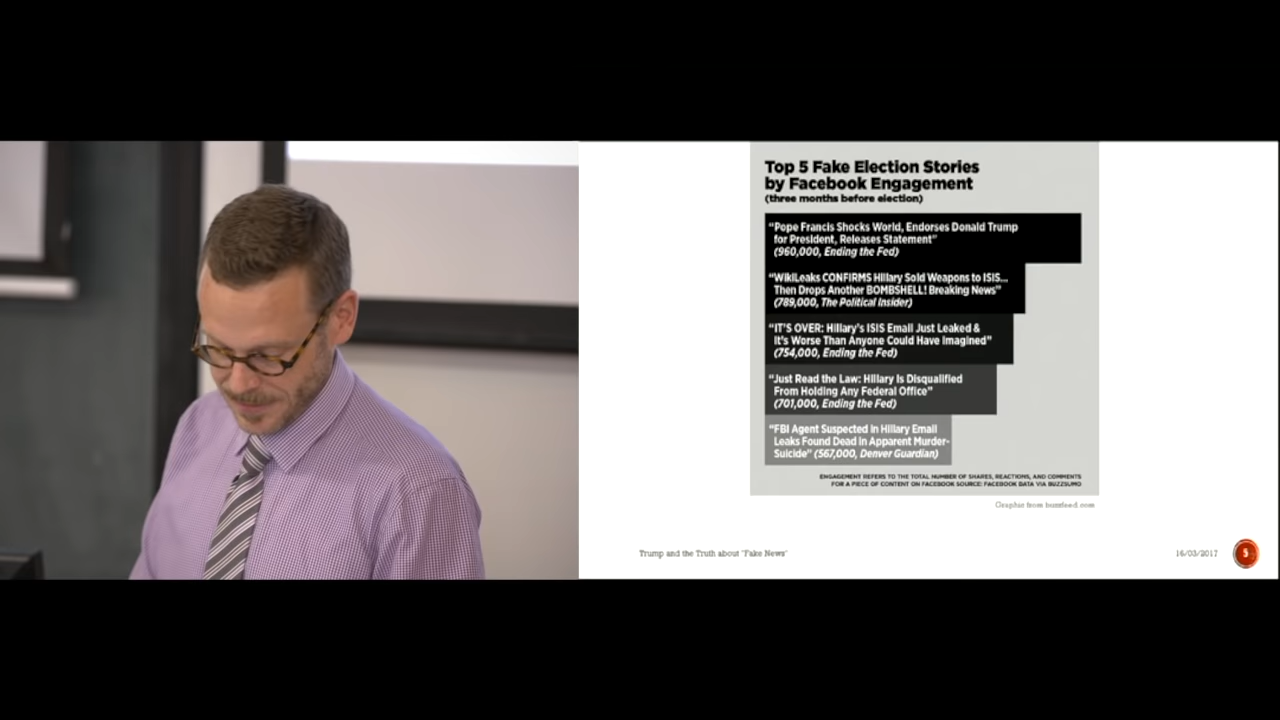 Top 5 Fake Election Stories
by Facebook Engagement
(three months before election)
"Pope Francis Shocks World, Endorses Donald Trump
for President, Releases Statement"
(960,000, Ending the Fed)
"WikiLeaks CONFIRMS Hillary Sold Weapons to ISIS...
Then Drops Another BOMBSHELL! Breaking News"
(789,000, The Political Insider)
"IT'S OVER: Hillary's ISIS Email Just Leaked &
It's Worse Than Anyone Could Have Imagined"
(754,000, Ending the Fed)
"Just Read the Law: Hillary Is Disqualified
From Holding Any Federal Office"
(701,000, Ending the Fed)
"FBI Agent Suspected in Hillary Email
Leaks Found Dead in Apparent Murder-
Suicide" (567,000, Denver Guardian)
ENGAGEMENT REFERS TO THE TOTAL NUMBER OF SHARES, REACTIONS, AND COMMENTS
FOR A PIECE OF CONTENT ON FACEBOOK SOURCE: FACEBOOK DATA VIA BUZZSUMO
Graphic from buzzfeed.com
Trump and the Truth about "Fake News"
16/03/2017
5